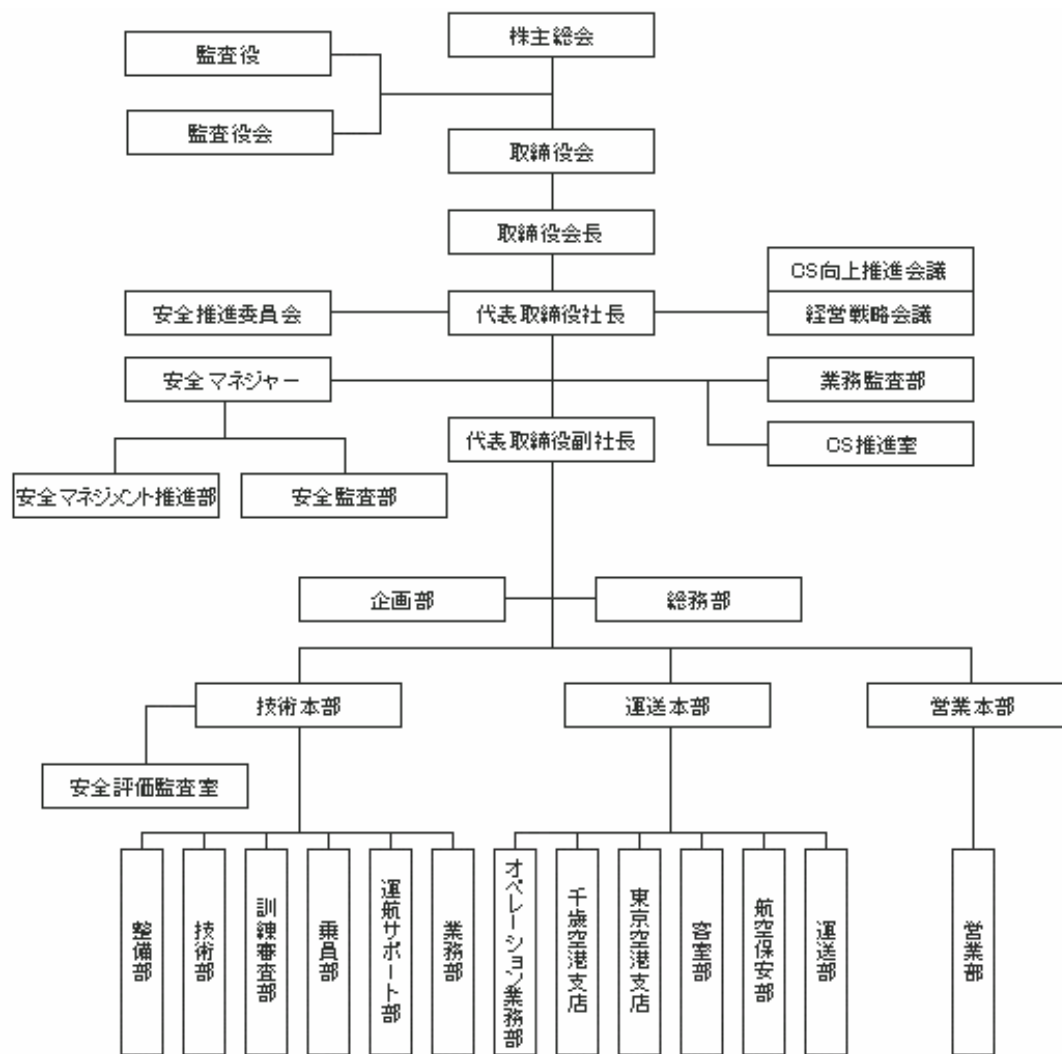 株主総会
監査役
監査役会
取締役会
取締役会長
CS向上推進会議
安全推進委員会
代表取締役社長
経営戦略会議
安全マネジャー
業務監査部
代表取締役副社長
CS推進室
安全マネジメント推進部
安全監査部
企画部
総務部
技術本部
運送本部
営業本部
安全評価監査室
整備部
技術部
訓練審査部
乗員部
運航サポート部
業務部
オペレーション業務部
千歳空港支店
東京空港支店
客室部
航空保安部
運送部
営業部